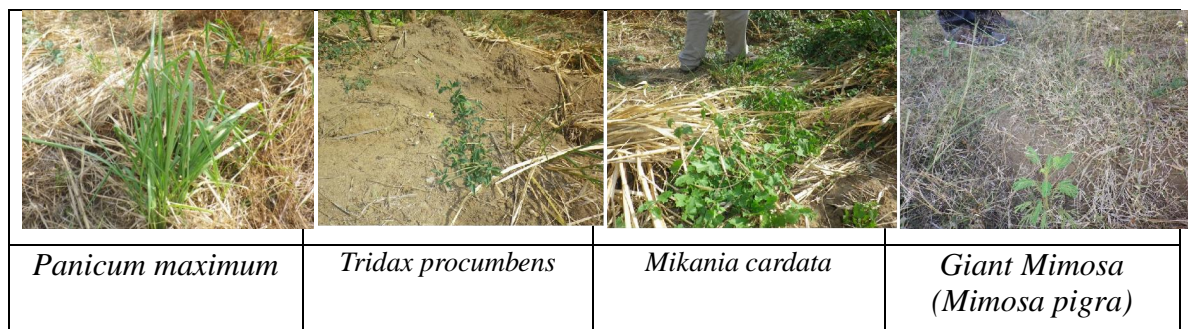 Panicum maximum
Tridax procumbens
Mikania cardata
Giant Mimosa
(Mimosa pigra)